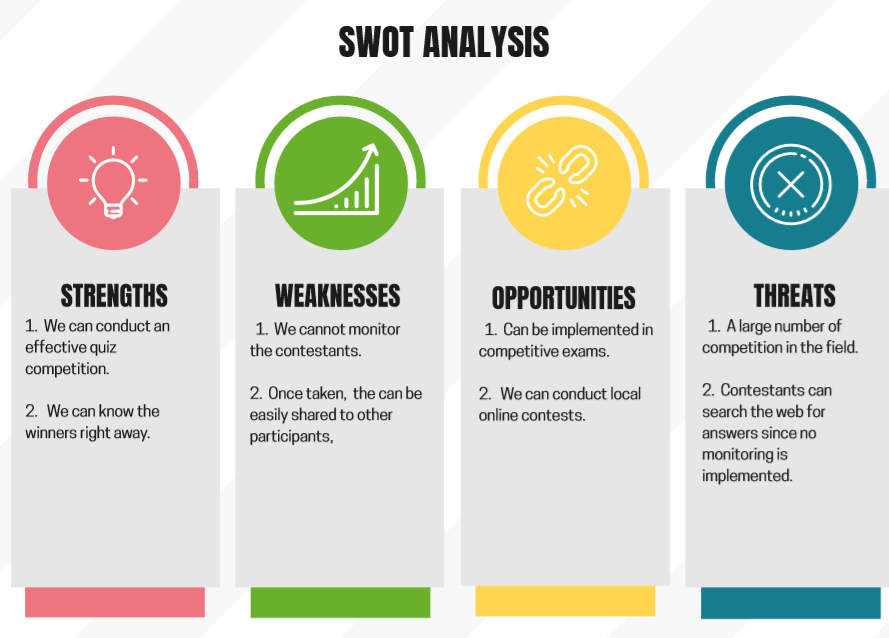 SWOT ANALYSIS
STRENGTHS
1. We can conduct an
effective quiz
competition.
2. We can know the
winners right away.
WEAKNESSES
1. We cannot monitor
the contestants.
2. Once taken, the can be
easily shared to other
participants,
OPPORTUNITIES
1. Can be implemented in
competitive exams.
2. We can conduct local
online contests.
THREATS
1. A large number of
competition in the field.
2. Contestants can
search the web for
answers since no
monitoring is
implemented.